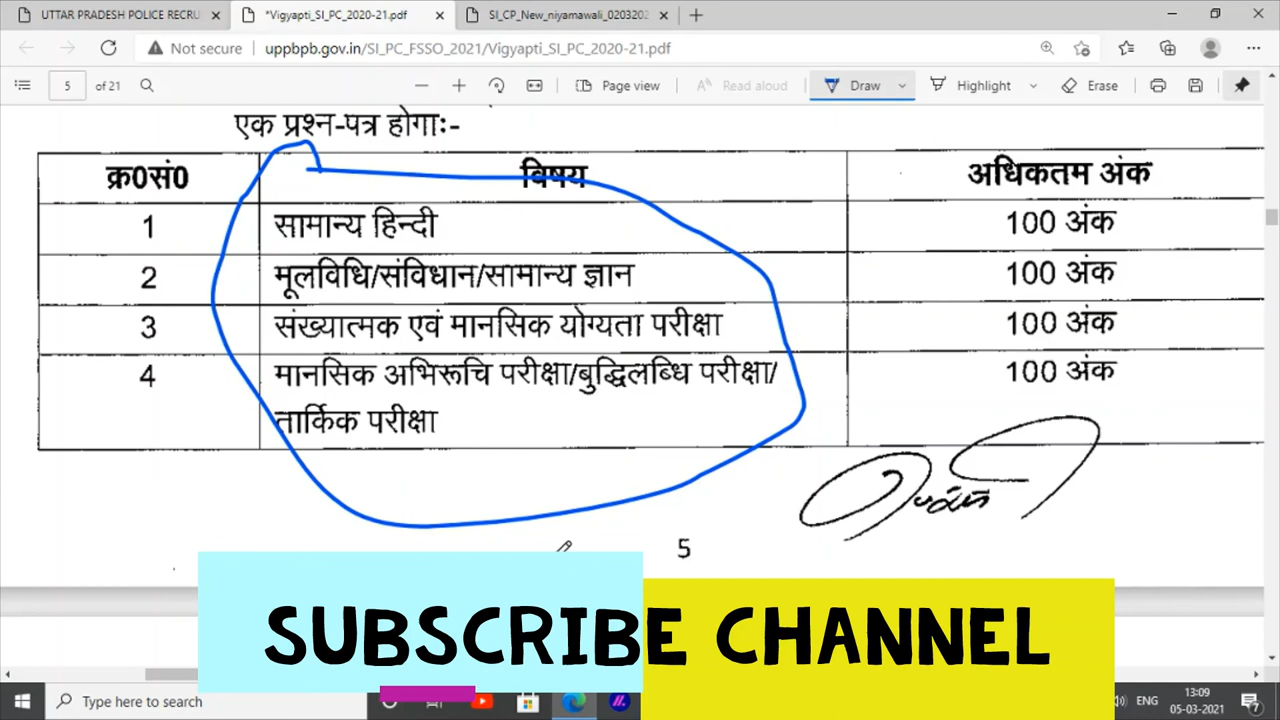 UTTAR PRADESH POLICE RECRU
*Vigyapti_SI_PC_2020-21.pdf
SI_CP_New_niyamawali_0203202
Not secure
uppbpb.gov.in/SI_PC_FSSO_2021/Vigyapti_SI_PC_2020-21.pdf
5 of 21
Page view
Read aloud
Draw
Highlight
Erase
एक प्रश्न-पत्र होगाः-
क्र0सं0 विषय अधिकतम अंक
1 सामान्य हिन्दी 100 अंक
2 मूलविधि/संविधान/सामान्य ज्ञान 100 अंक
3 संख्यात्मक एवं मानसिक योग्यता परीक्षा 100 अंक
4 मानसिक अभिरूचि परीक्षा/बुद्धिलब्धि परीक्षा/ 100 अंक
तार्किक परीक्षा
5
SUBSCRIBE CHANNEL
Type here to search
ENG
13:09
05-03-2021
7